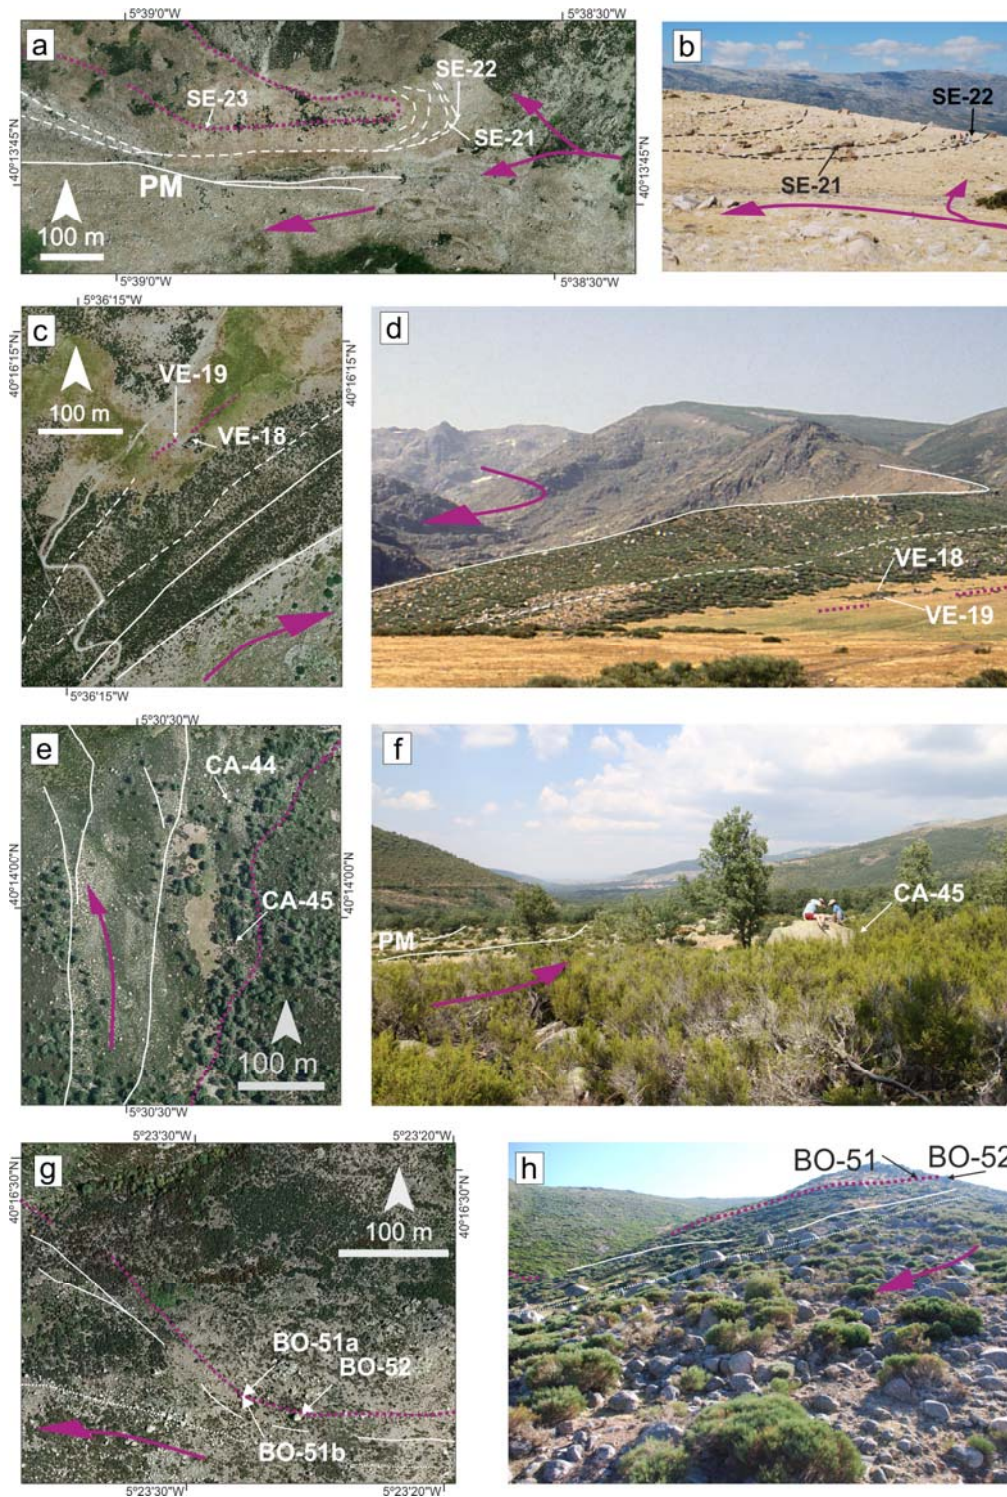 a
5°39'0"W
5°38'30"W
SE-22
SE-23
SE-21
40°13'45"N
40°13'45"N
PM
100 m
5°39'0"W
5°38'30"W
b
SE-22
SE-21
c
5°36'15"W
40°16'15"N
40°16'15"N
VE-19
100 m
VE-18
5°36'15"W
d
VE-18
VE-19
e
5°30'30"W
CA-44
40°14'00"N
40°14'00"N
CA-45
100 m
5°30'30"W
f
CA-45
PM
g
5°23'30"W
5°23'20"W
40°16'30"N
40°16'30"N
100 m
BO-51a
BO-52
BO-51b
5°23'30"W
5°23'20"W
h
BO-51
BO-52